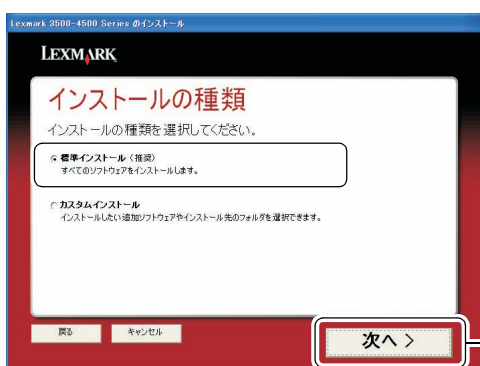 Lexmark 3500-4500 Series のインストール
LEXMARK
インストールの種類
インストールの種類を選択してください。
標準インストール（推奨）
すべてのソフトウェアをインストールします。
カスタムインストール
インストールしたい追加ソフトウェアやインストール先のフォルダを選択できます。
戻る キャンセル 次へ >